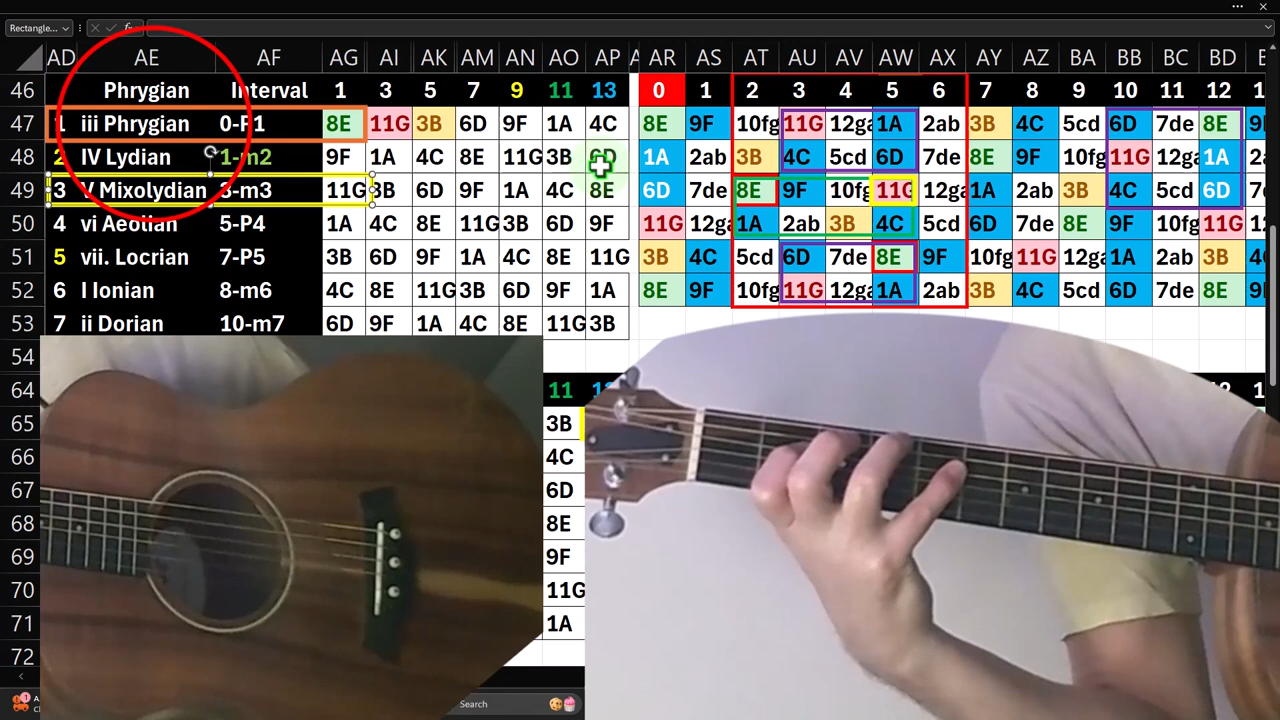 Rectangle...
AD AE AF AG AI AK AM AN AO AP A AR AS AT AU AV AW AX AY AZ BA BB BC BD
46 Phrygian Interval 1 3 5 7 9 11 13 0 1 2 3 4 5 6 7 8 9 10 11 12
47 1 iii Phrygian 0-P1 8E 11G 3B 6D 9F 1A 4C 8E 9F 10fg 11G 12ga 1A 2ab 3B 4C 5cd 6D 7de 8E
48 2 IV Lydian 1-m2 9F 1A 4C 8E 11G 3B 6D 1A 2ab 3B 4C 5cd 6D 7de 8E 9F 10fg 11G 12ga 1A
49 3 V Mixolydian 3-m3 11G 3B 6D 9F 1A 4C 8E 6D 7de 8E 9F 10fg 11G 12ga 1A 2ab 3B 4C 5cd 6D
50 4 vi Aeolian 5-P4 1A 4C 8E 11G 3B 6D 9F 11G 12ga 1A 2ab 3B 4C 5cd 6D 7de 8E 9F 10fg 11G
51 5 vii. Locrian 7-P5 3B 6D 9F 1A 4C 8E 11G 3B 4C 5cd 6D 7de 8E 9F 10fg 11G 12ga 1A 2ab 3B
52 6 I Ionian 8-m6 4C 8E 11G 3B 6D 9F 1A 8E 9F 10fg 11G 12ga 1A 2ab 3B 4C 5cd 6D 7de 8E
53 7 ii Dorian 10-m7 6D 9F 1A 4C 8E 11G 3B
54
64 11
65 3B
66 4C
67 6D
68 8E
69 9F
70 11G
71 1A
72
Search